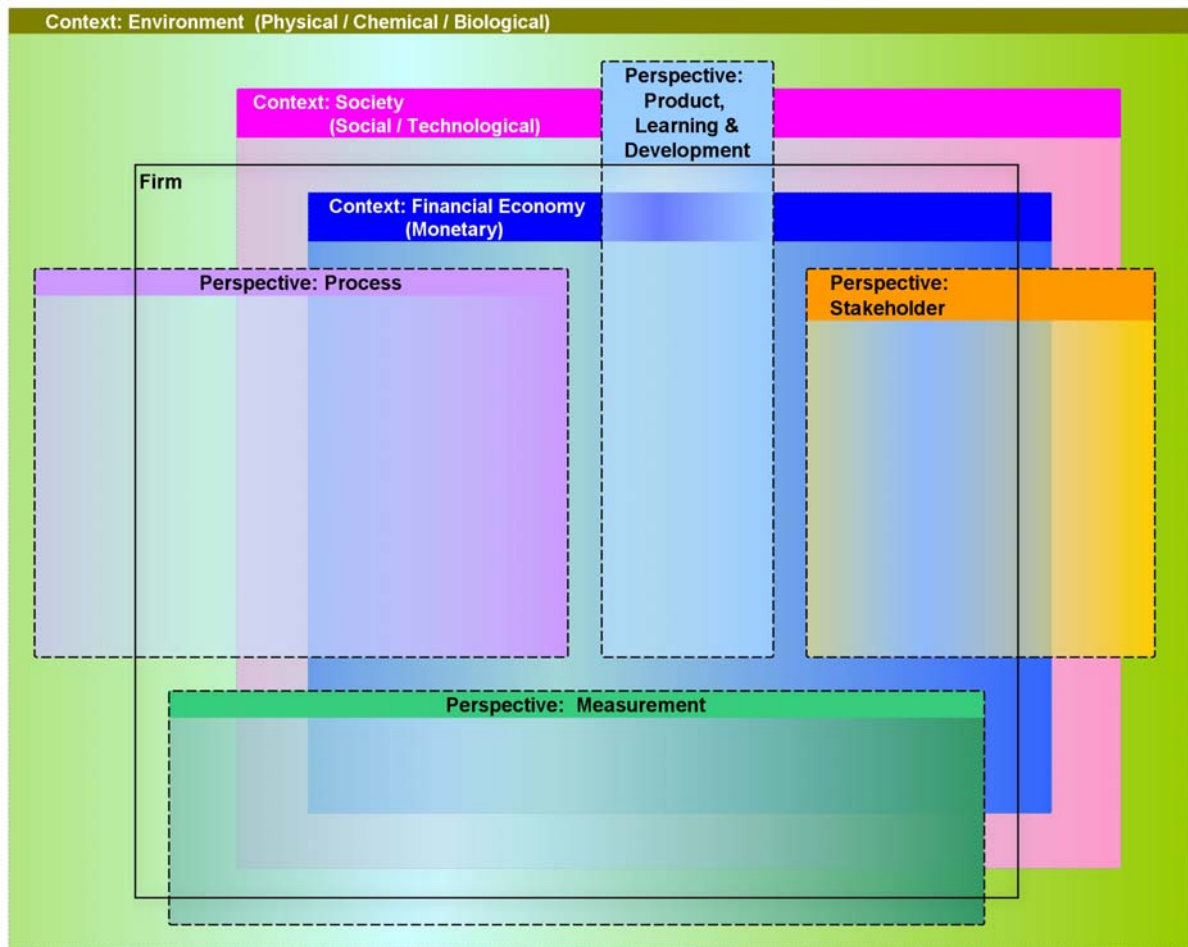 Context: Environment (Physical / Chemical / Biological)
Perspective:
Product,
Learning &
Development
Context: Society
(Social / Technological)
Firm
Context: Financial Economy
(Monetary)
Perspective: Process
Perspective:
Stakeholder
Perspective: Measurement